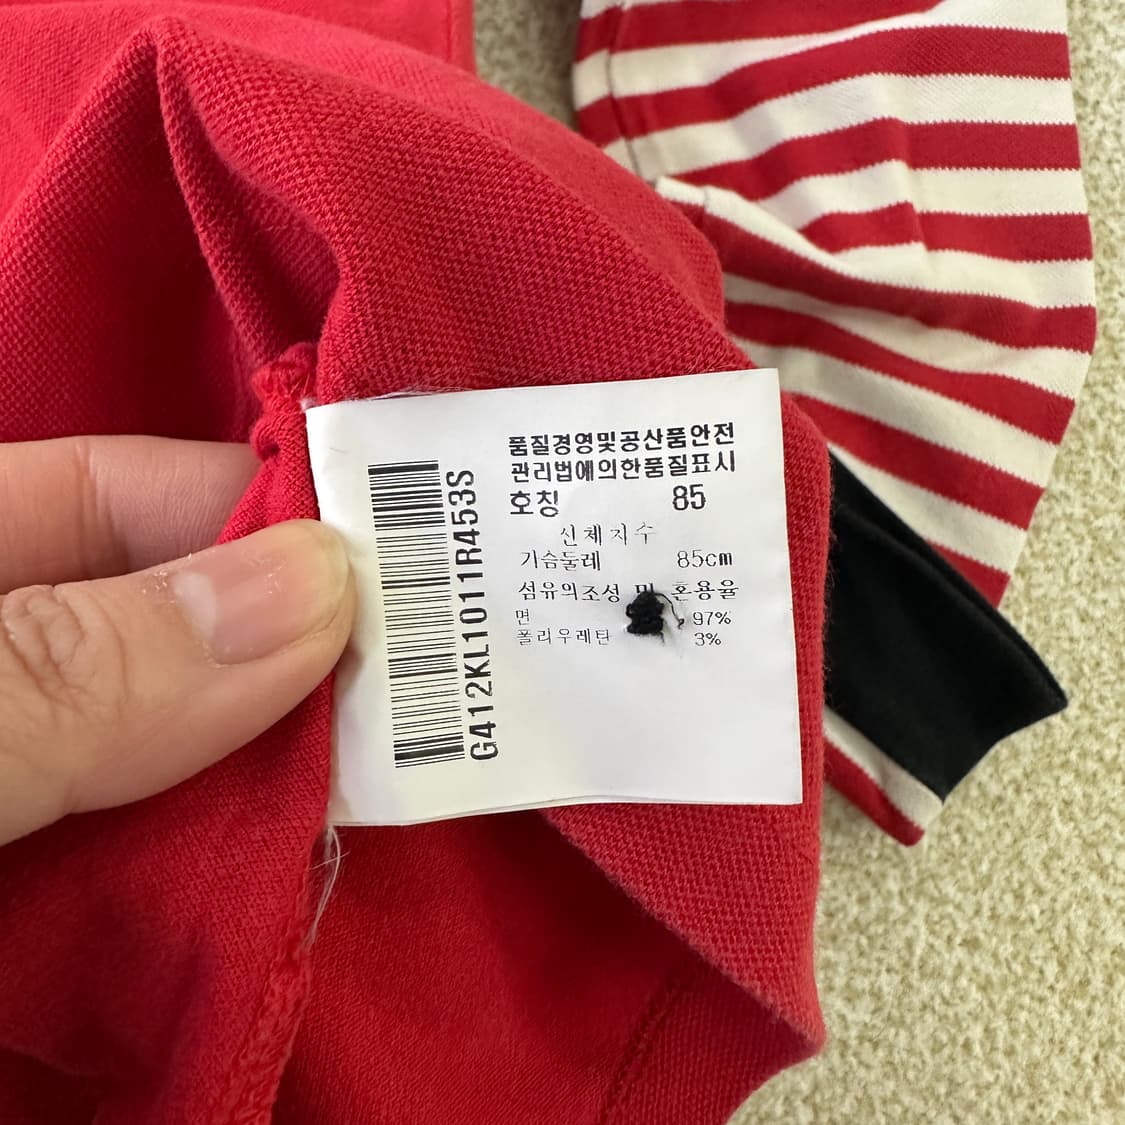 품질경영및공산품안전
관리법에의한품질표시
호칭 85
신체지수
가슴둘레 85cm
섬유의조성 및 혼용율
면 97%
폴리우레탄 3%
G412KL1011R453S